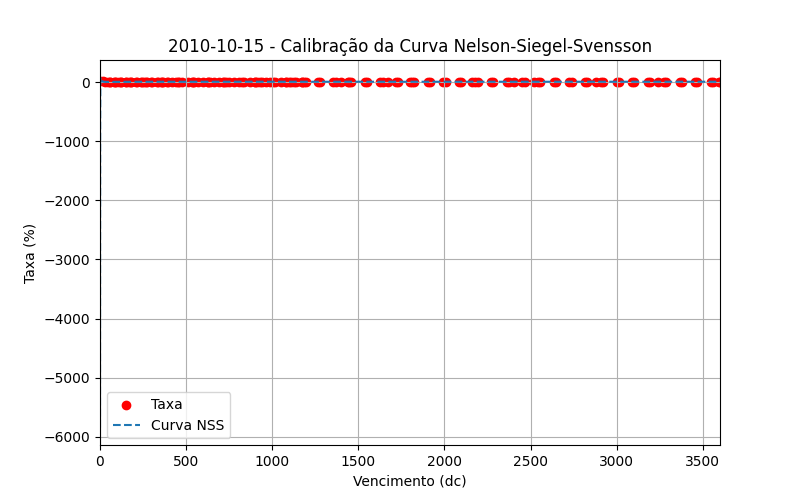 2010-10-15 - Calibração da Curva Nelson-Siegel-Svensson
Taxa (%)
0
−1000
−2000
−3000
−4000
−5000
−6000
Taxa
Curva NSS
0 500 1000 1500 2000 2500 3000 3500
Vencimento (dc)